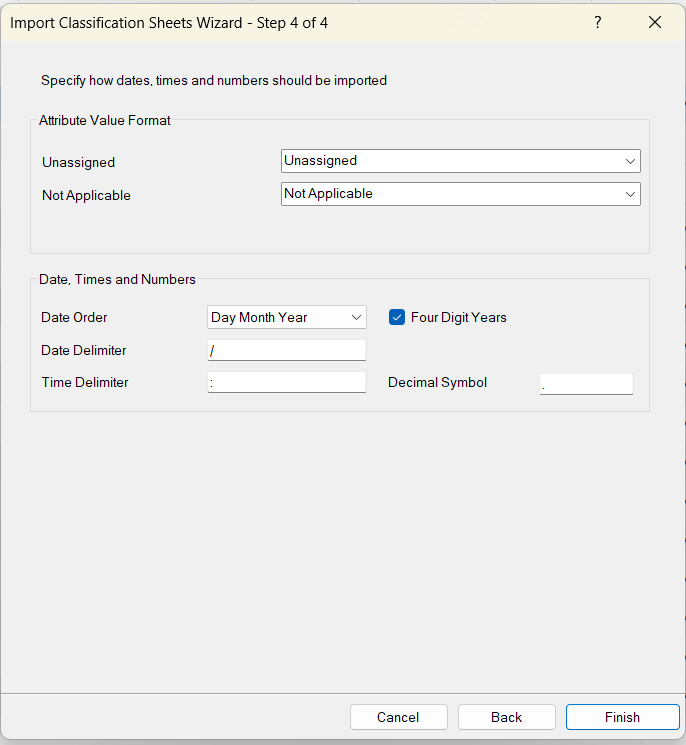 Import Classification Sheets Wizard - Step 4 of 4 ?
Specify how dates, times and numbers should be imported
Attribute Value Format
Unassigned Unassigned
Not Applicable Not Applicable
Date, Times and Numbers
Date Order Day Month Year Four Digit Years
Date Delimiter /
Time Delimiter : Decimal Symbol .
Cancel Back Finish